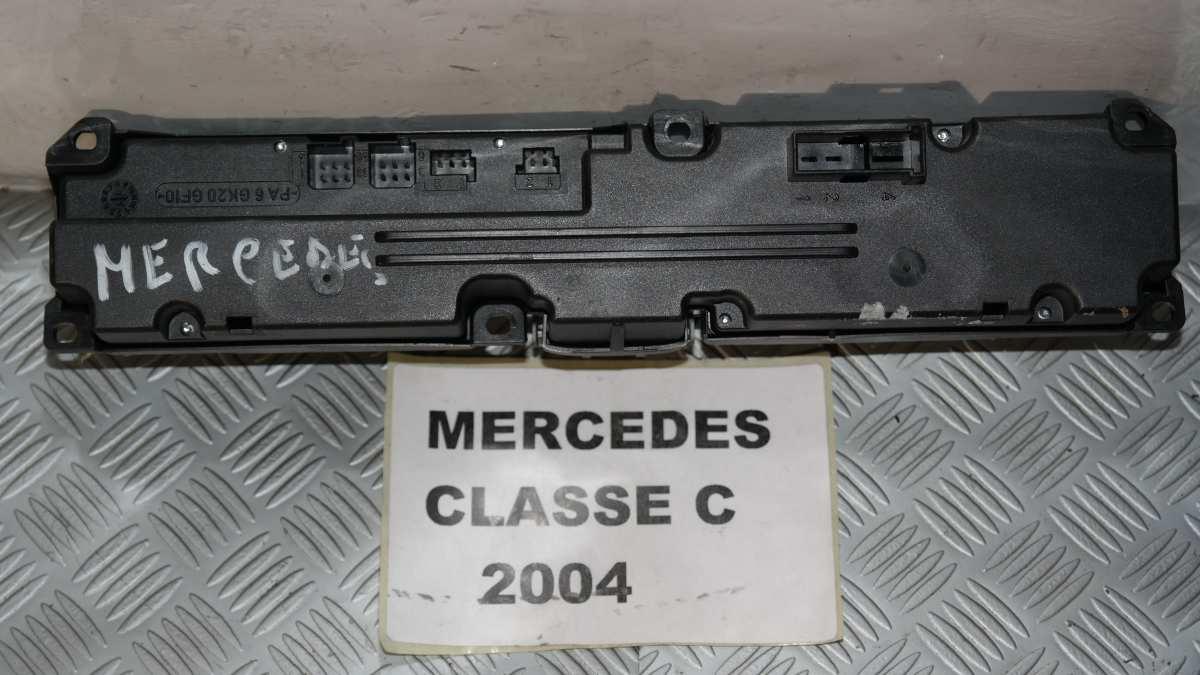 >PA 6 GK20 GF10<
MERCEDES
MERCEDES
CLASSE C
2004